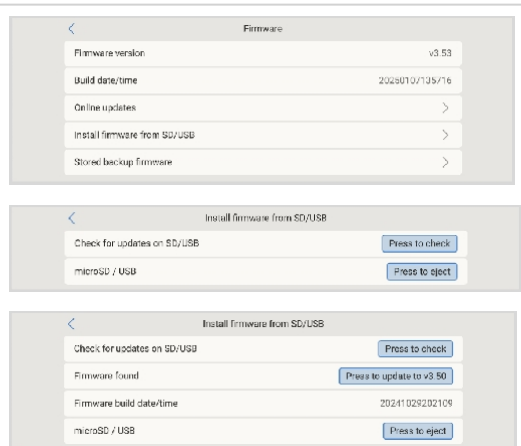 Firmware
Firmware version v3.53
Build date/time 20250107135716
Online updates
Install firmware from SD/USB
Stored backup firmware
Install firmware from SD/USB
Check for updates on SD/USB Press to check
microSD / USB Press to eject
Install firmware from SD/USB
Check for updates on SD/USB Press to check
Firmware found Press to update to v3.50
Firmware build date/time 20241029202109
microSD / USB Press to eject